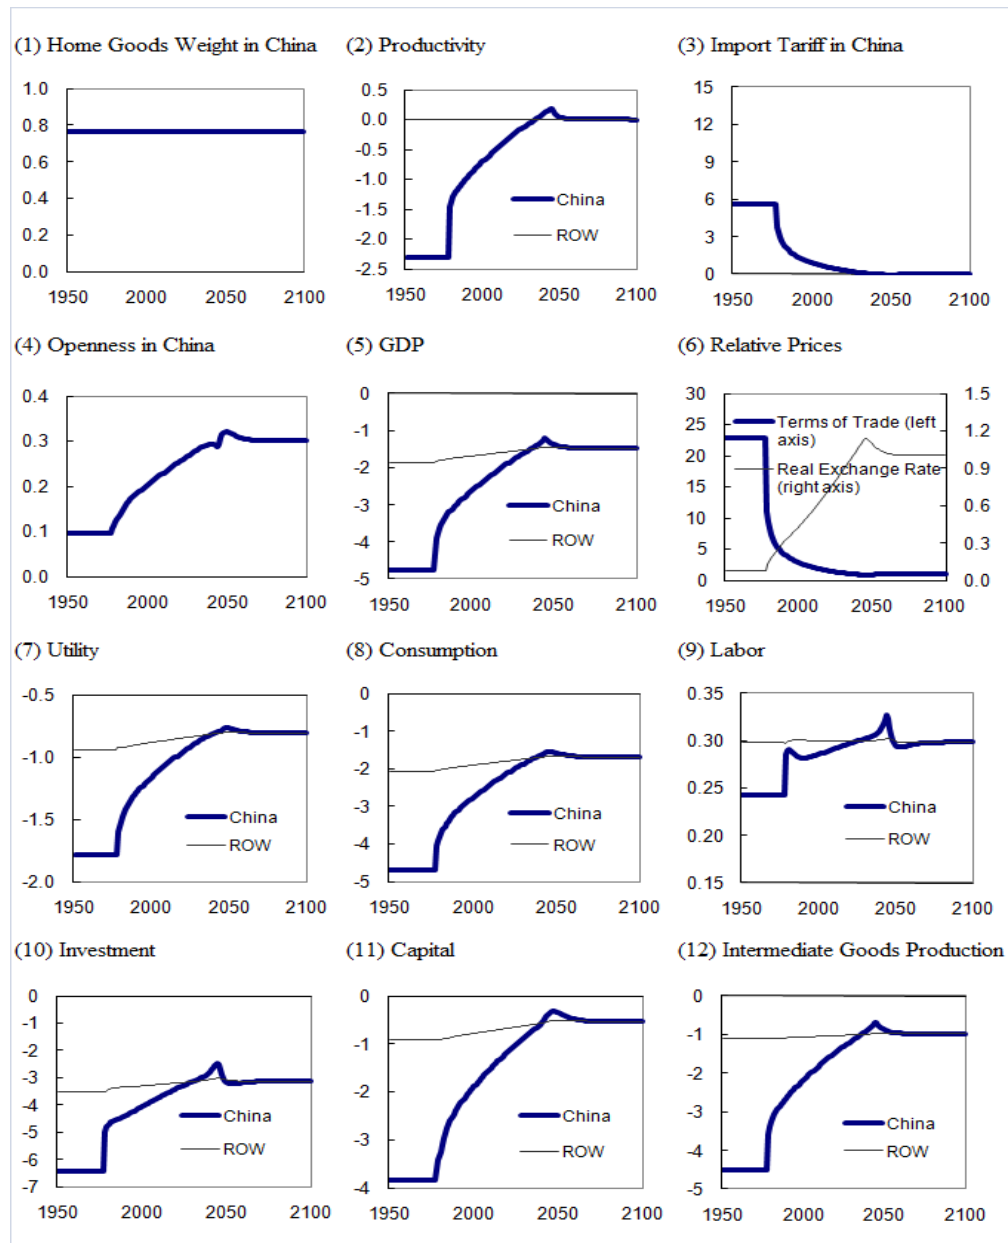 (1) Home Goods Weight in China
1.0
0.8
0.6
0.4
0.2
0.0
1950 2000 2050 2100
(2) Productivity
0.5
0.0
-0.5
-1.0
-1.5
-2.0
-2.5
China
ROW
1950 2000 2050 2100
(3) Import Tariff in China
15
12
9
6
3
0
1950 2000 2050 2100
(4) Openness in China
0.4
0.3
0.2
0.1
0.0
1950 2000 2050 2100
(5) GDP
0
-1
-2
-3
-4
-5
China
ROW
1950 2000 2050 2100
(6) Relative Prices
30
25
20
15
10
5
0
Terms of Trade (left
axis)
Real Exchange Rate
(right axis)
1.5
1.2
0.9
0.6
0.3
0.0
1950 2000 2050 2100
(7) Utility
-0.5
-1.0
-1.5
-2.0
China
ROW
1950 2000 2050 2100
(8) Consumption
0
-1
-2
-3
-4
-5
China
ROW
1950 2000 2050 2100
(9) Labor
0.35
0.30
0.25
0.20
0.15
China
ROW
1950 2000 2050 2100
(10) Investment
0
-1
-2
-3
-4
-5
-6
-7
China
ROW
1950 2000 2050 2100
(11) Capital
0
-1
-2
-3
-4
China
ROW
1950 2000 2050 2100
(12) Intermediate Goods Production
0
-1
-2
-3
-4
-5
China
ROW
1950 2000 2050 2100